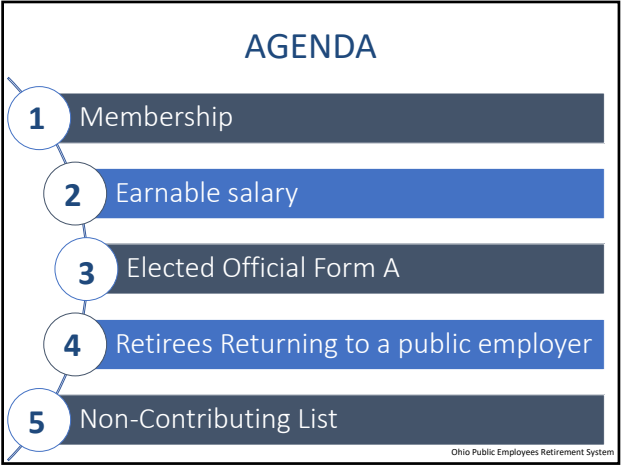 AGENDA
1 Membership
2 Earnable salary
3 Elected Official Form A
4 Retirees Returning to a public employer
5 Non-Contributing List
Ohio Public Employees Retirement System